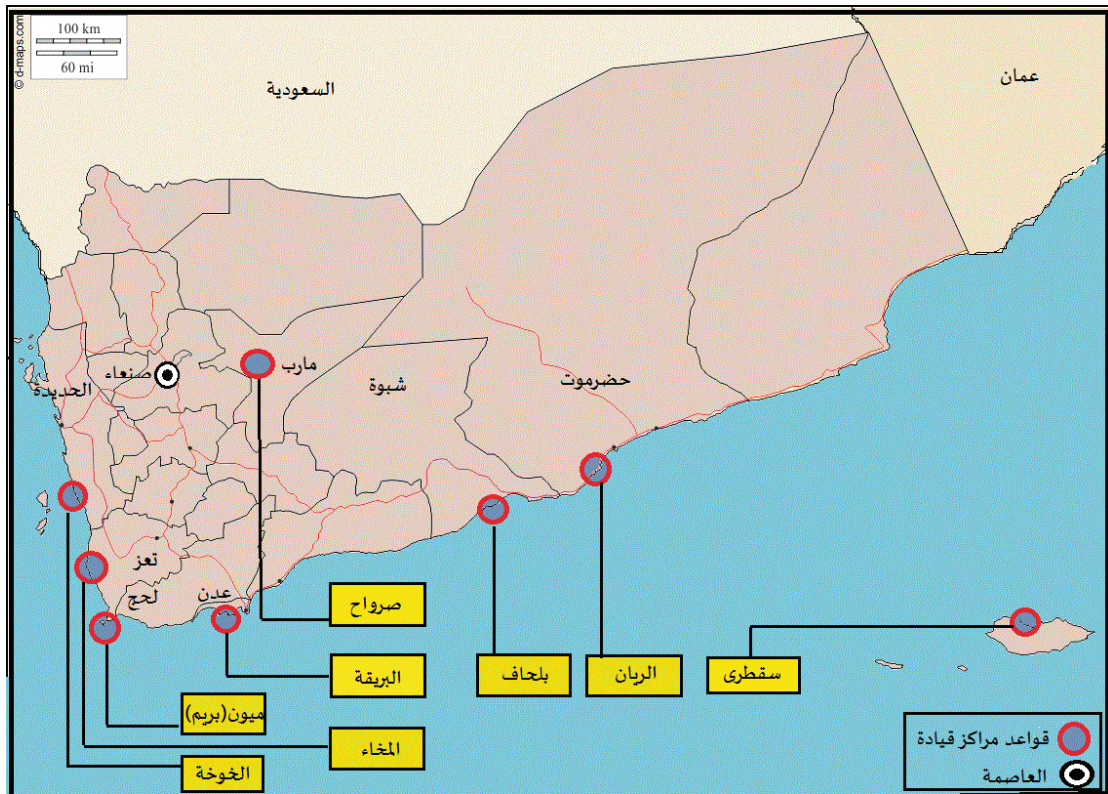 100 km
60 mi
© d-maps.com
السعودية
عمان
صنعاء
الحديدة
مارب
شبوة
حضرموت
تعز
لحج
عدن
صرواح
البريقة
بلحاف
الريان
سقطرى
ميون(بريم)
المخاء
الخوخة
قواعد مراكز قيادة
العاصمة